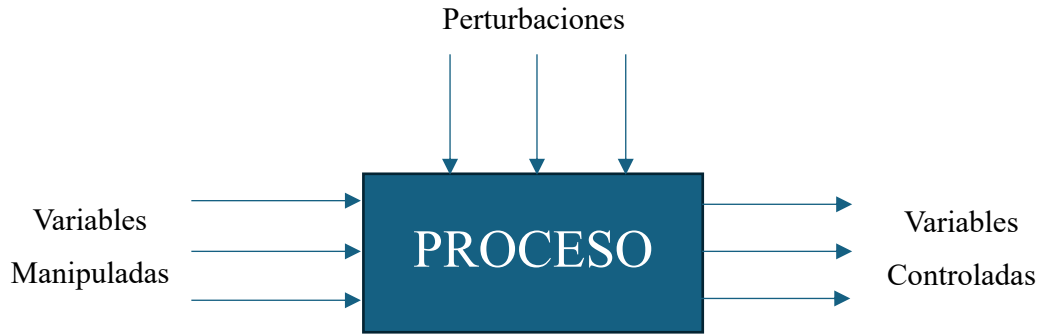 Perturbaciones
Variables
Manipuladas
PROCESO
Variables
Controladas